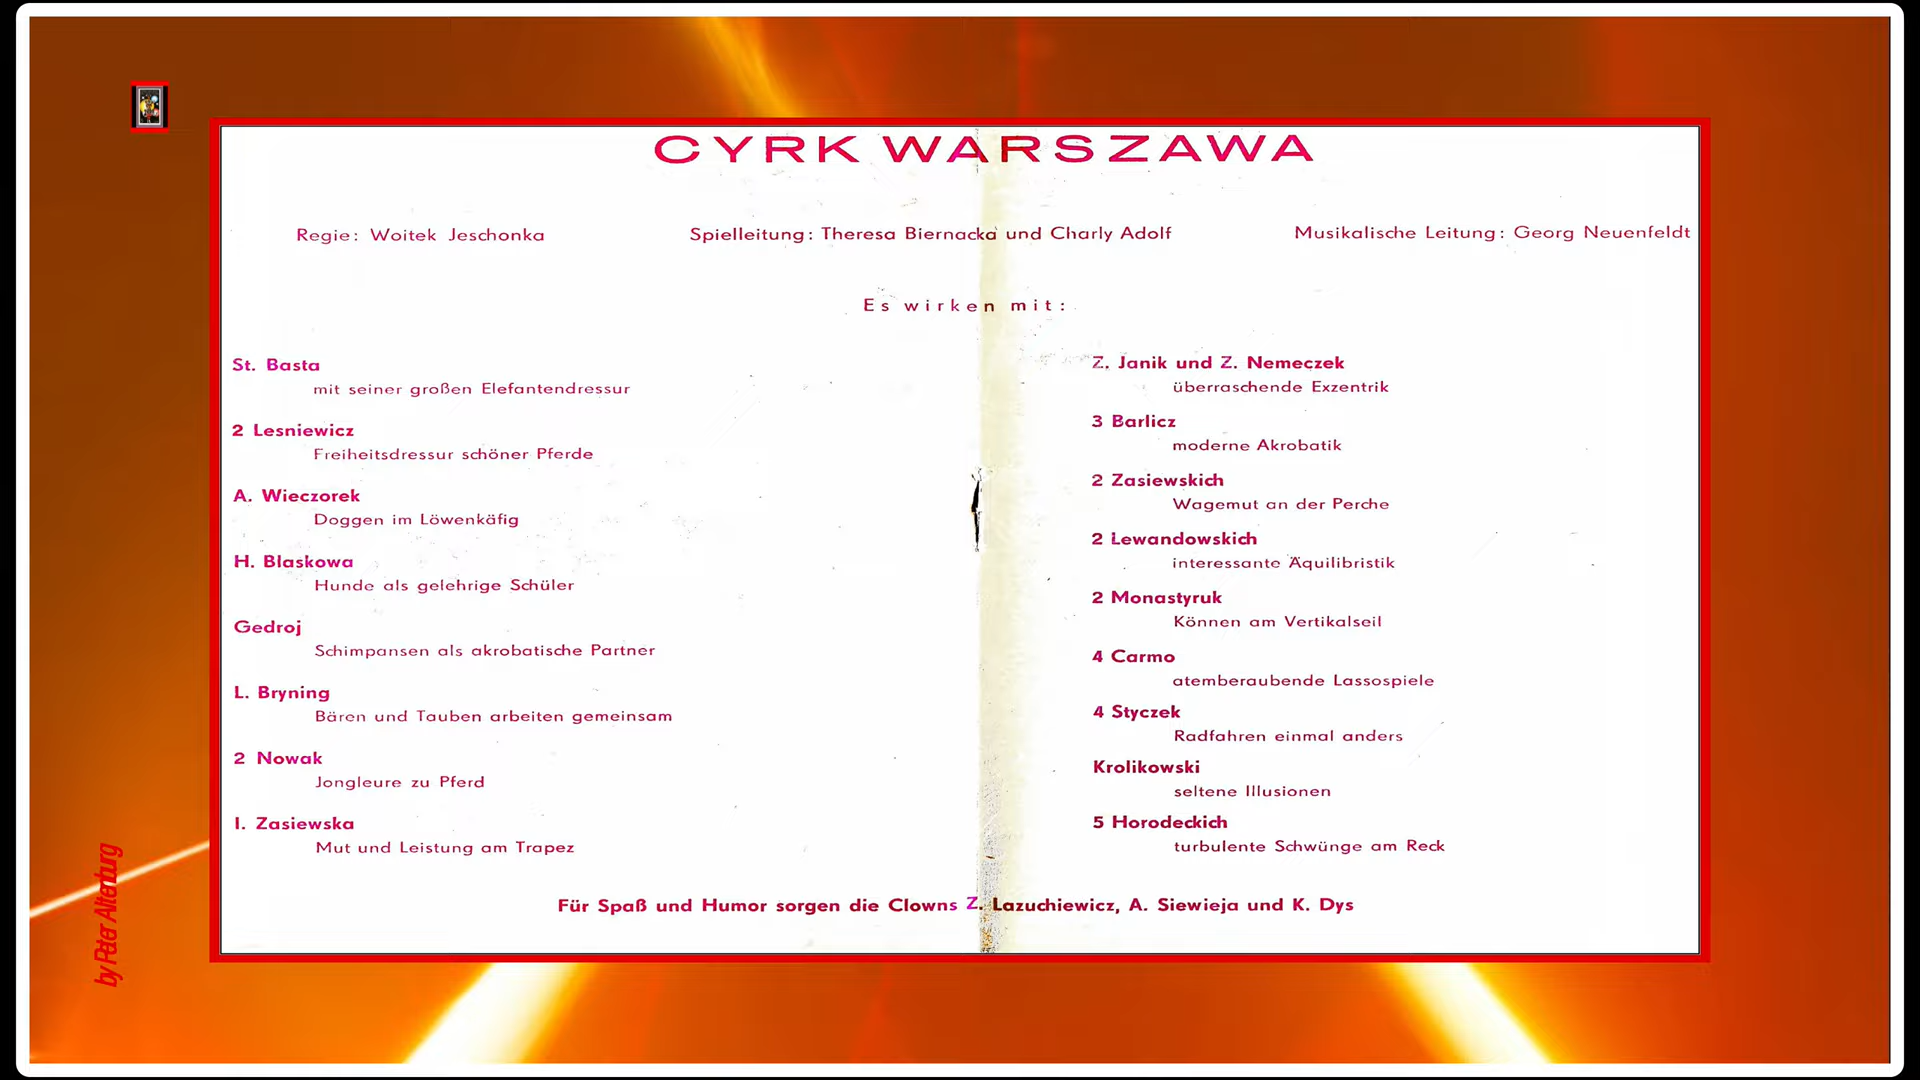 CYRK WARSZAWA
Regie: Woitek Jeschonka
Spielleitung: Theresa Biernacka und Charly Adolf
Musikalische Leitung: Georg Neuenfeldt
Es wirken mit:
St. Basta
mit seiner großen Elefantendressur
2 Lesniewicz
Freiheitsdressur schöner Pferde
A. Wieczorek
Doggen im Löwenkäfig
H. Blaskowa
Hunde als gelehrige Schüler
Gedroj
Schimpansen als akrobatische Partner
L. Bryning
Bären und Tauben arbeiten gemeinsam
2 Nowak
Jongleure zu Pferd
I. Zasiewska
Mut und Leistung am Trapez
Z. Janik und Z. Nemeczek
überraschende Exzentrik
3 Barlicz
moderne Akrobatik
2 Zasiewskich
Wagemut an der Perche
2 Lewandowskich
interessante Äquilibristik
2 Monastyruk
Können am Vertikalseil
4 Carmo
atemberaubende Lassospiele
4 Styczek
Radfahren einmal anders
Krolikowski
seltene Illusionen
5 Horodeckich
turbulente Schwünge am Reck
Für Spaß und Humor sorgen die Clowns Z. Lazuchiewicz, A. Siewieja und K. Dys
by Peter Altenburg